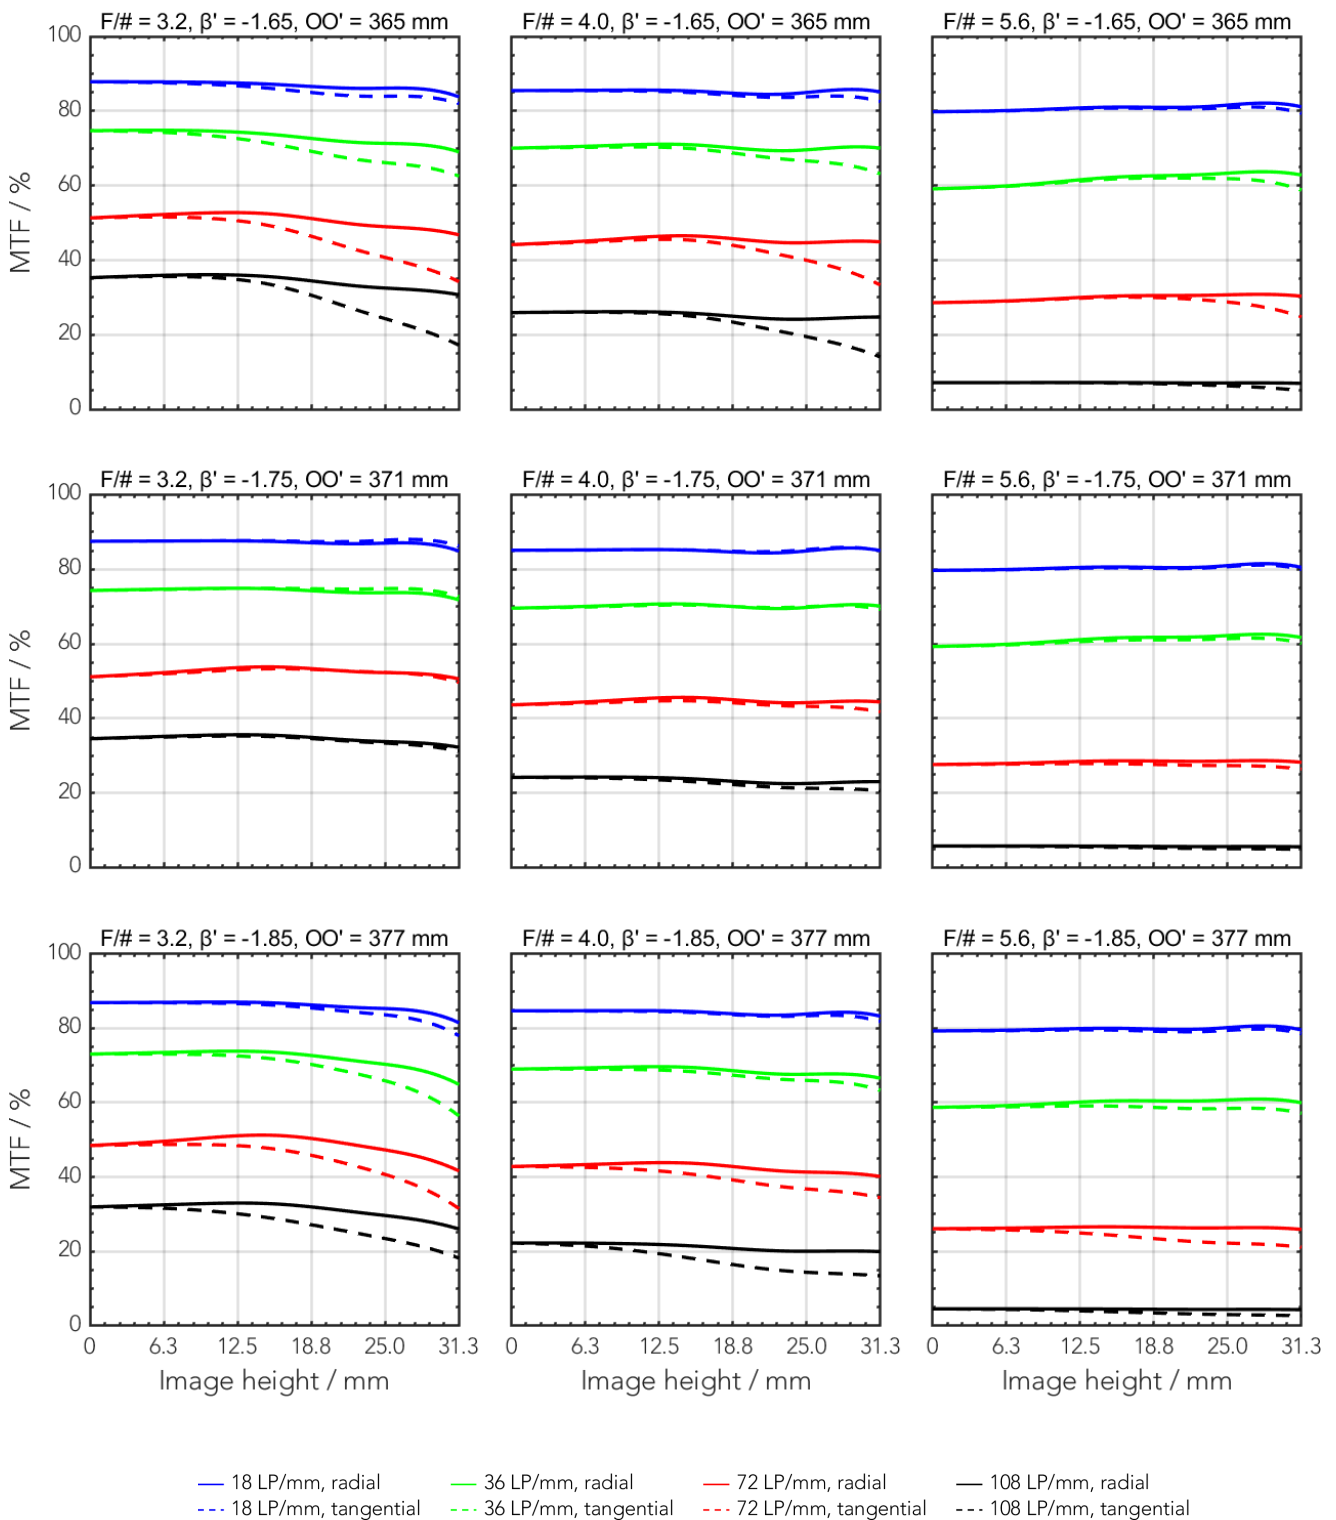 F/# = 3.2, β' = -1.65, OO' = 365 mm
F/# = 4.0, β' = -1.65, OO' = 365 mm
F/# = 5.6, β' = -1.65, OO' = 365 mm
100
80
60
40
20
0
MTF / %
F/# = 3.2, β' = -1.75, OO' = 371 mm
F/# = 4.0, β' = -1.75, OO' = 371 mm
F/# = 5.6, β' = -1.75, OO' = 371 mm
100
80
60
40
20
0
MTF / %
F/# = 3.2, β' = -1.85, OO' = 377 mm
F/# = 4.0, β' = -1.85, OO' = 377 mm
F/# = 5.6, β' = -1.85, OO' = 377 mm
100
80
60
40
20
0
MTF / %
0 6.3 12.5 18.8 25.0 31.3
0 6.3 12.5 18.8 25.0 31.3
0 6.3 12.5 18.8 25.0 31.3
Image height / mm
Image height / mm
Image height / mm
18 LP/mm, radial
36 LP/mm, radial
72 LP/mm, radial
108 LP/mm, radial
18 LP/mm, tangential
36 LP/mm, tangential
72 LP/mm, tangential
108 LP/mm, tangential